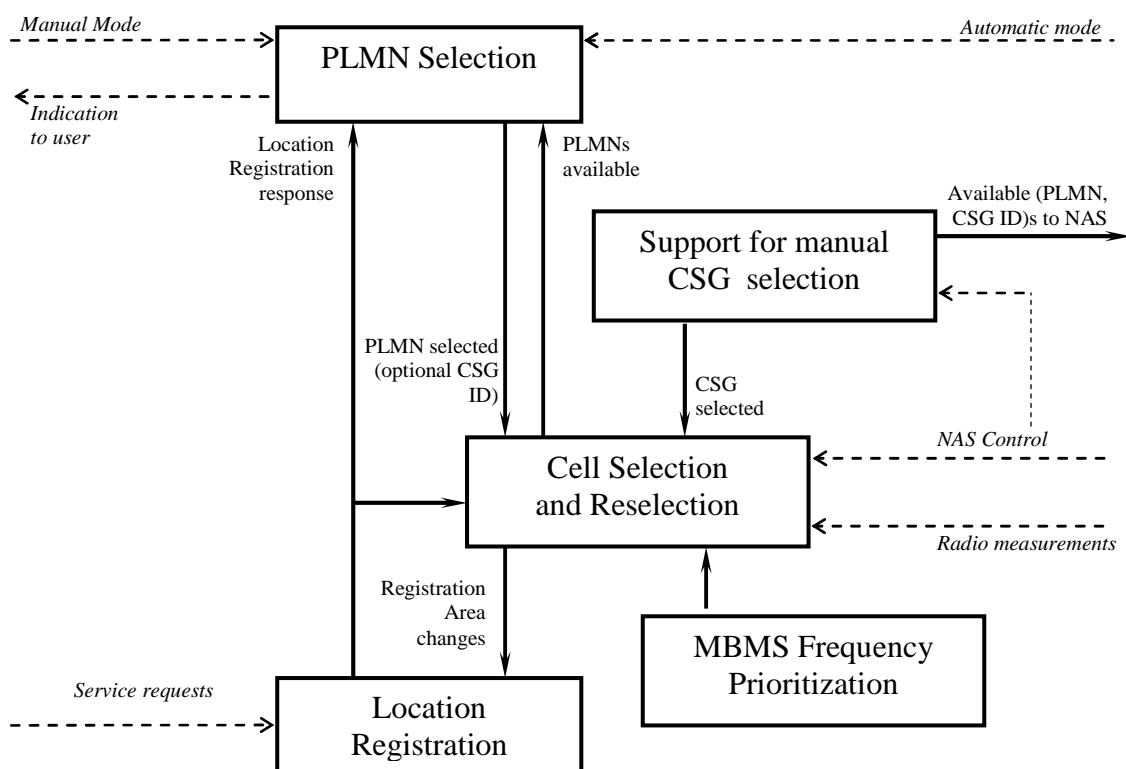 Manual Mode
Automatic mode
PLMN Selection
Indication
to user
Location
Registration
response
PLMNs
available
Available (PLMN,
CSG ID)s to NAS
Support for manual
CSG selection
PLMN selected
(optional CSG
ID)
CSG
selected
NAS Control
Cell Selection
and Reselection
Radio measurements
Registration
Area
changes
MBMS Frequency
Prioritization
Service requests
Location
Registration